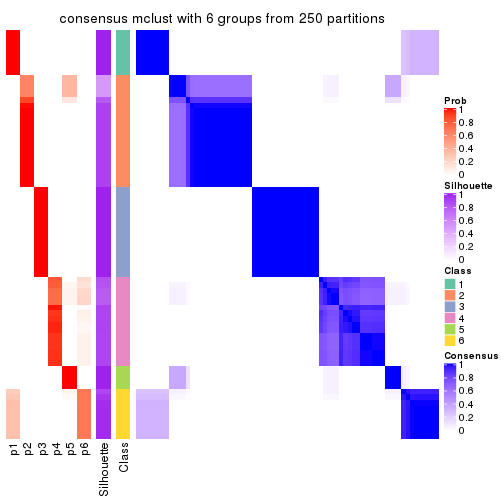 consensus mclust with 6 groups from 250 partitions
Prob
1
0.8
0.6
0.4
0.2
0
Silhouette
1
0.8
0.6
0.4
0.2
0
Class
1
2
3
4
5
6
Consensus
1
0.8
0.6
0.4
0.2
0
p1
p2
p3
p4
p5
p6
Silhouette
Class